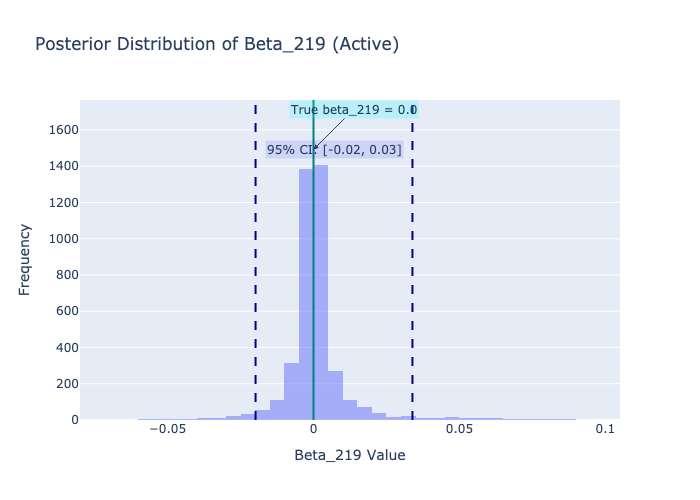 Posterior Distribution of Beta_219 (Active)
True beta_219 = 0.0
95% CI: [-0.02, 0.03]
1600
1400
1200
1000
800
600
400
200
0
Frequency
−0.05
0
0.05
0.1
Beta_219 Value